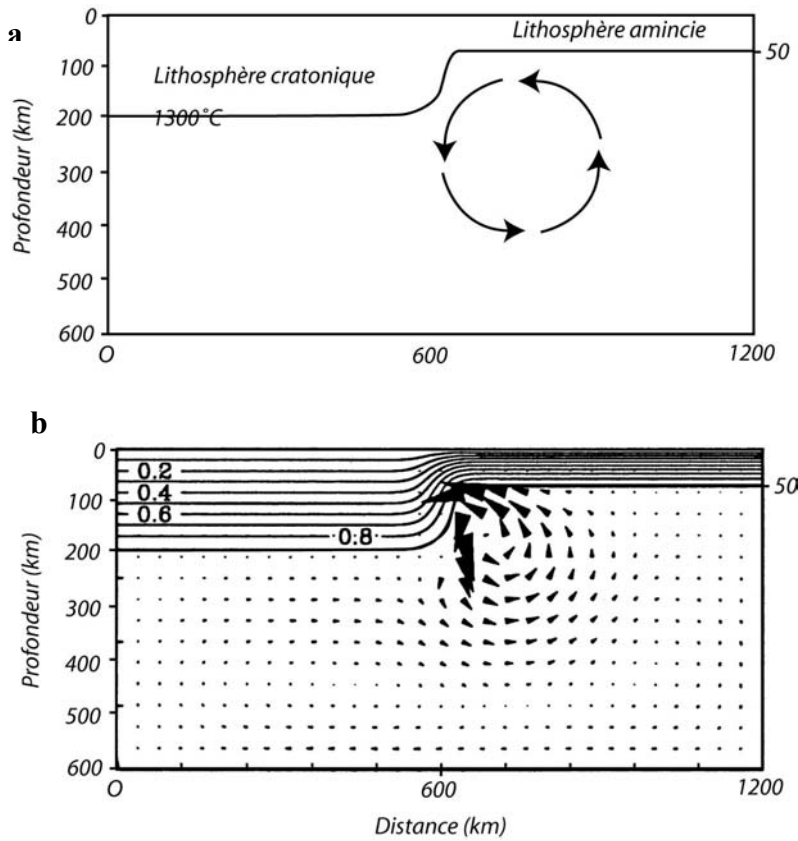 a
0
100
200
300
400
500
600
Profondeur (km)
Lithosphère cratonique
1300°C
Lithosphère amincie
50
O
600
1200
b
0
100
200
300
400
500
600
Profondeur (km)
0.2
0.4
0.6
0.8
50
O
600
1200
Distance (km)